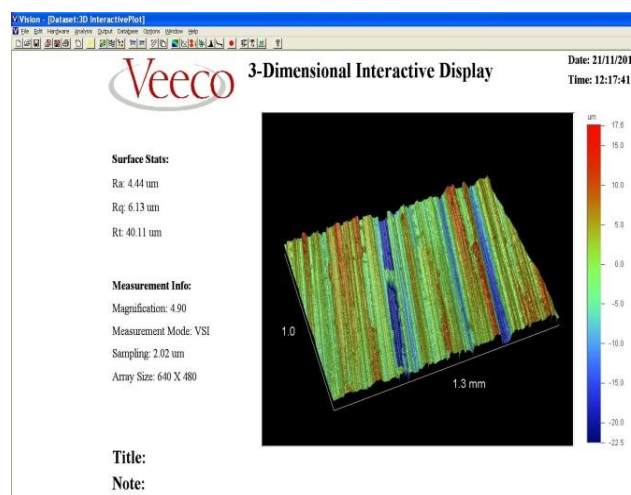 Vision - [Dataset:3D InteractivePlot]
File Edit Hardware Analysis Output Database Options Window Help
Veeco
3-Dimensional Interactive Display
Date: 21/11/201
Time: 12:17:41
Surface Stats:
Ra: 4.44 um
Rq: 6.13 um
Rt: 40.11 um
Measurement Info:
Magnification: 4.90
Measurement Mode: VSI
Sampling: 2.02 um
Array Size: 640 X 480
Title:
Note:
1.0
1.3 mm
um
17.6
15.0
10.0
5.0
0.0
-5.0
-10.0
-15.0
-20.0
-22.5